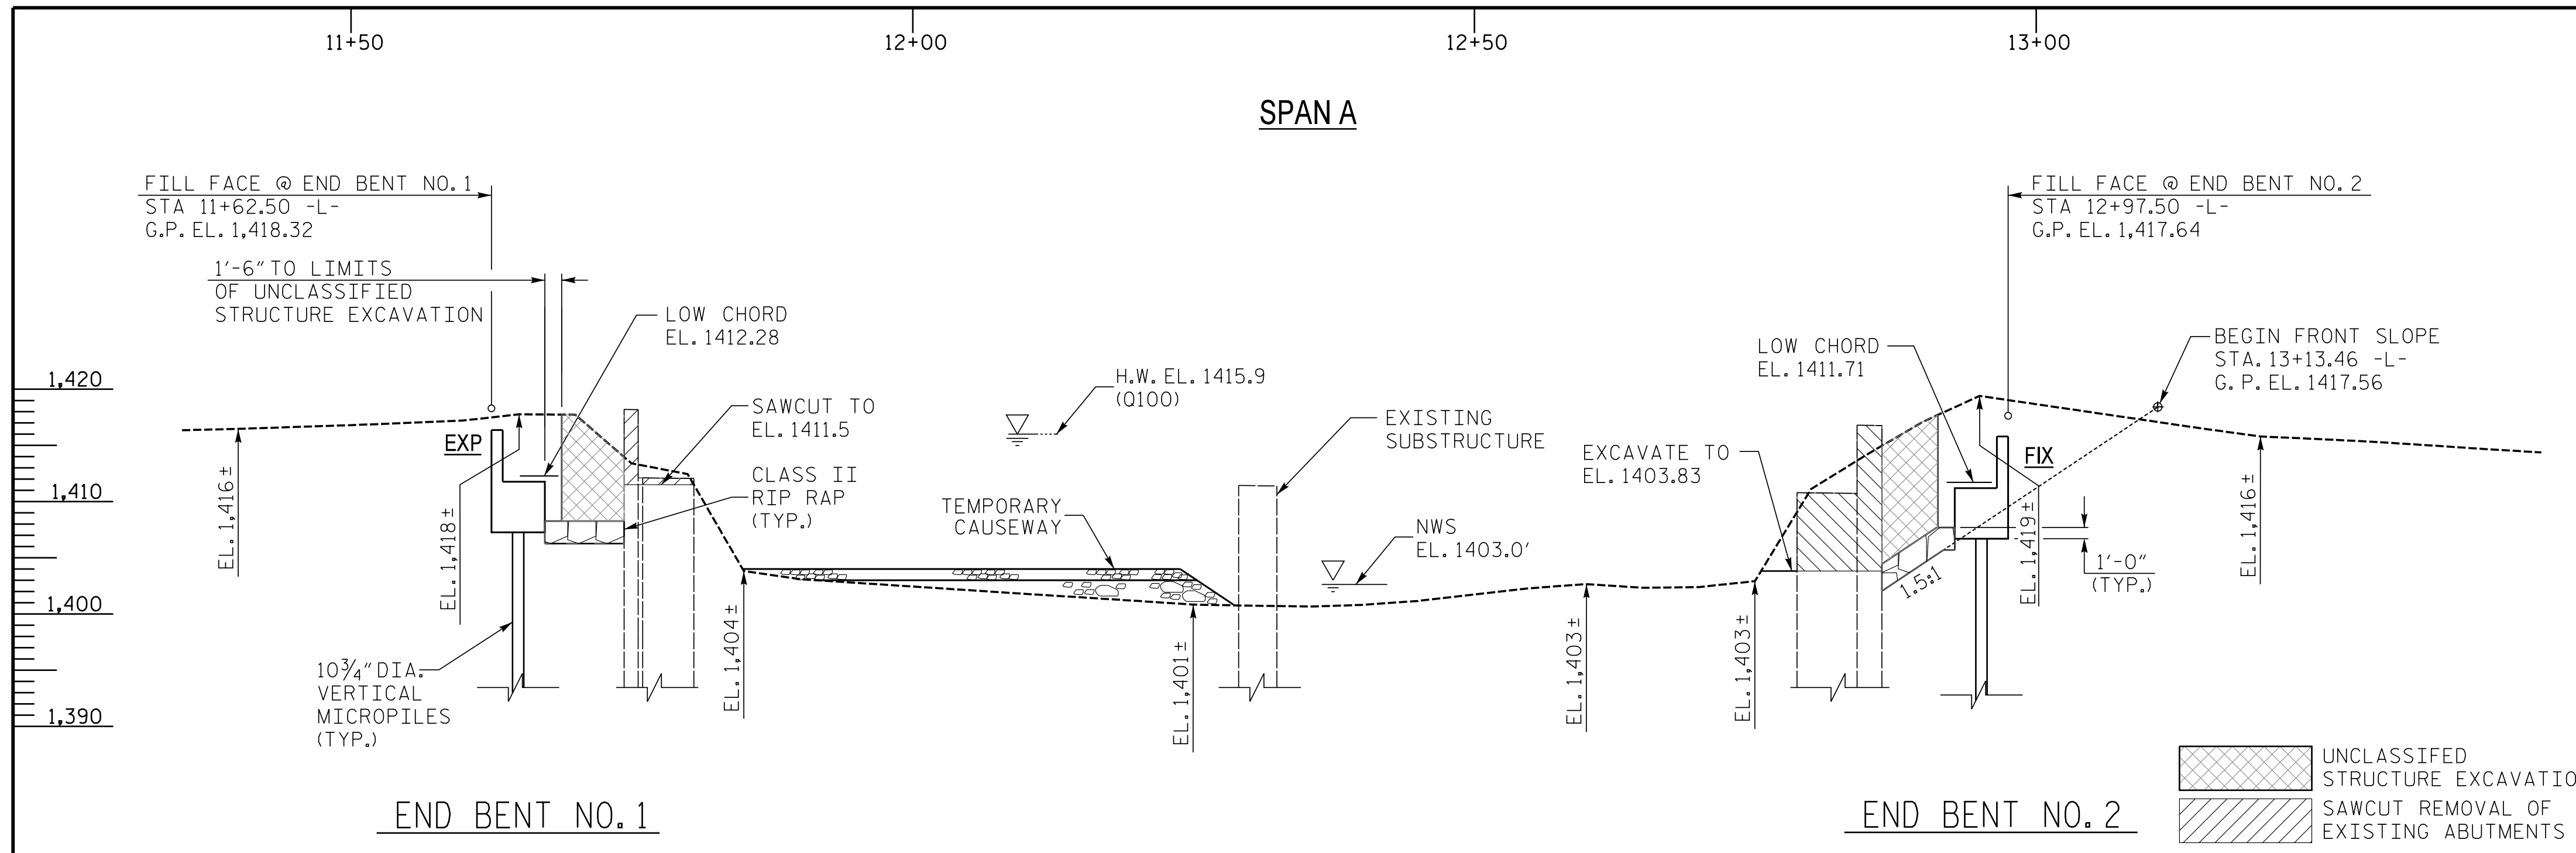 11+50
12+00
12+50
13+00
SPAN A
FILL FACE @ END BENT NO. 1
STA 11+62.50 -L-
G.P. EL. 1,418.32
FILL FACE @ END BENT NO. 2
STA 12+97.50 -L-
G.P. EL. 1,417.64
1'-6" TO LIMITS
OF UNCLASSIFIED
STRUCTURE EXCAVATION
LOW CHORD
EL. 1412.28
SAWCUT TO
EL. 1411.5
CLASS II
RIP RAP
(TYP.)
H.W. EL. 1415.9
(Q100)
EXISTING
SUBSTRUCTURE
TEMPORARY
CAUSEWAY
NWS
EL. 1403.0'
EXCAVATE TO
EL. 1403.83
LOW CHORD
EL. 1411.71
BEGIN FRONT SLOPE
STA. 13+13.46 -L-
G. P. EL. 1417.56
1,420
1,410
1,400
1,390
EXP
FIX
EL. 1,416±
EL. 1,418±
EL. 1,404±
EL. 1,401±
EL. 1,403±
EL. 1,403±
EL. 1,419±
EL. 1,416±
1.5:1
1'-0"
(TYP.)
10¾" DIA.
VERTICAL
MICROPILES
(TYP.)
END BENT NO. 1
END BENT NO. 2
UNCLASSIFED
STRUCTURE EXCAVATIO
SAWCUT REMOVAL OF
EXISTING ABUTMENTS